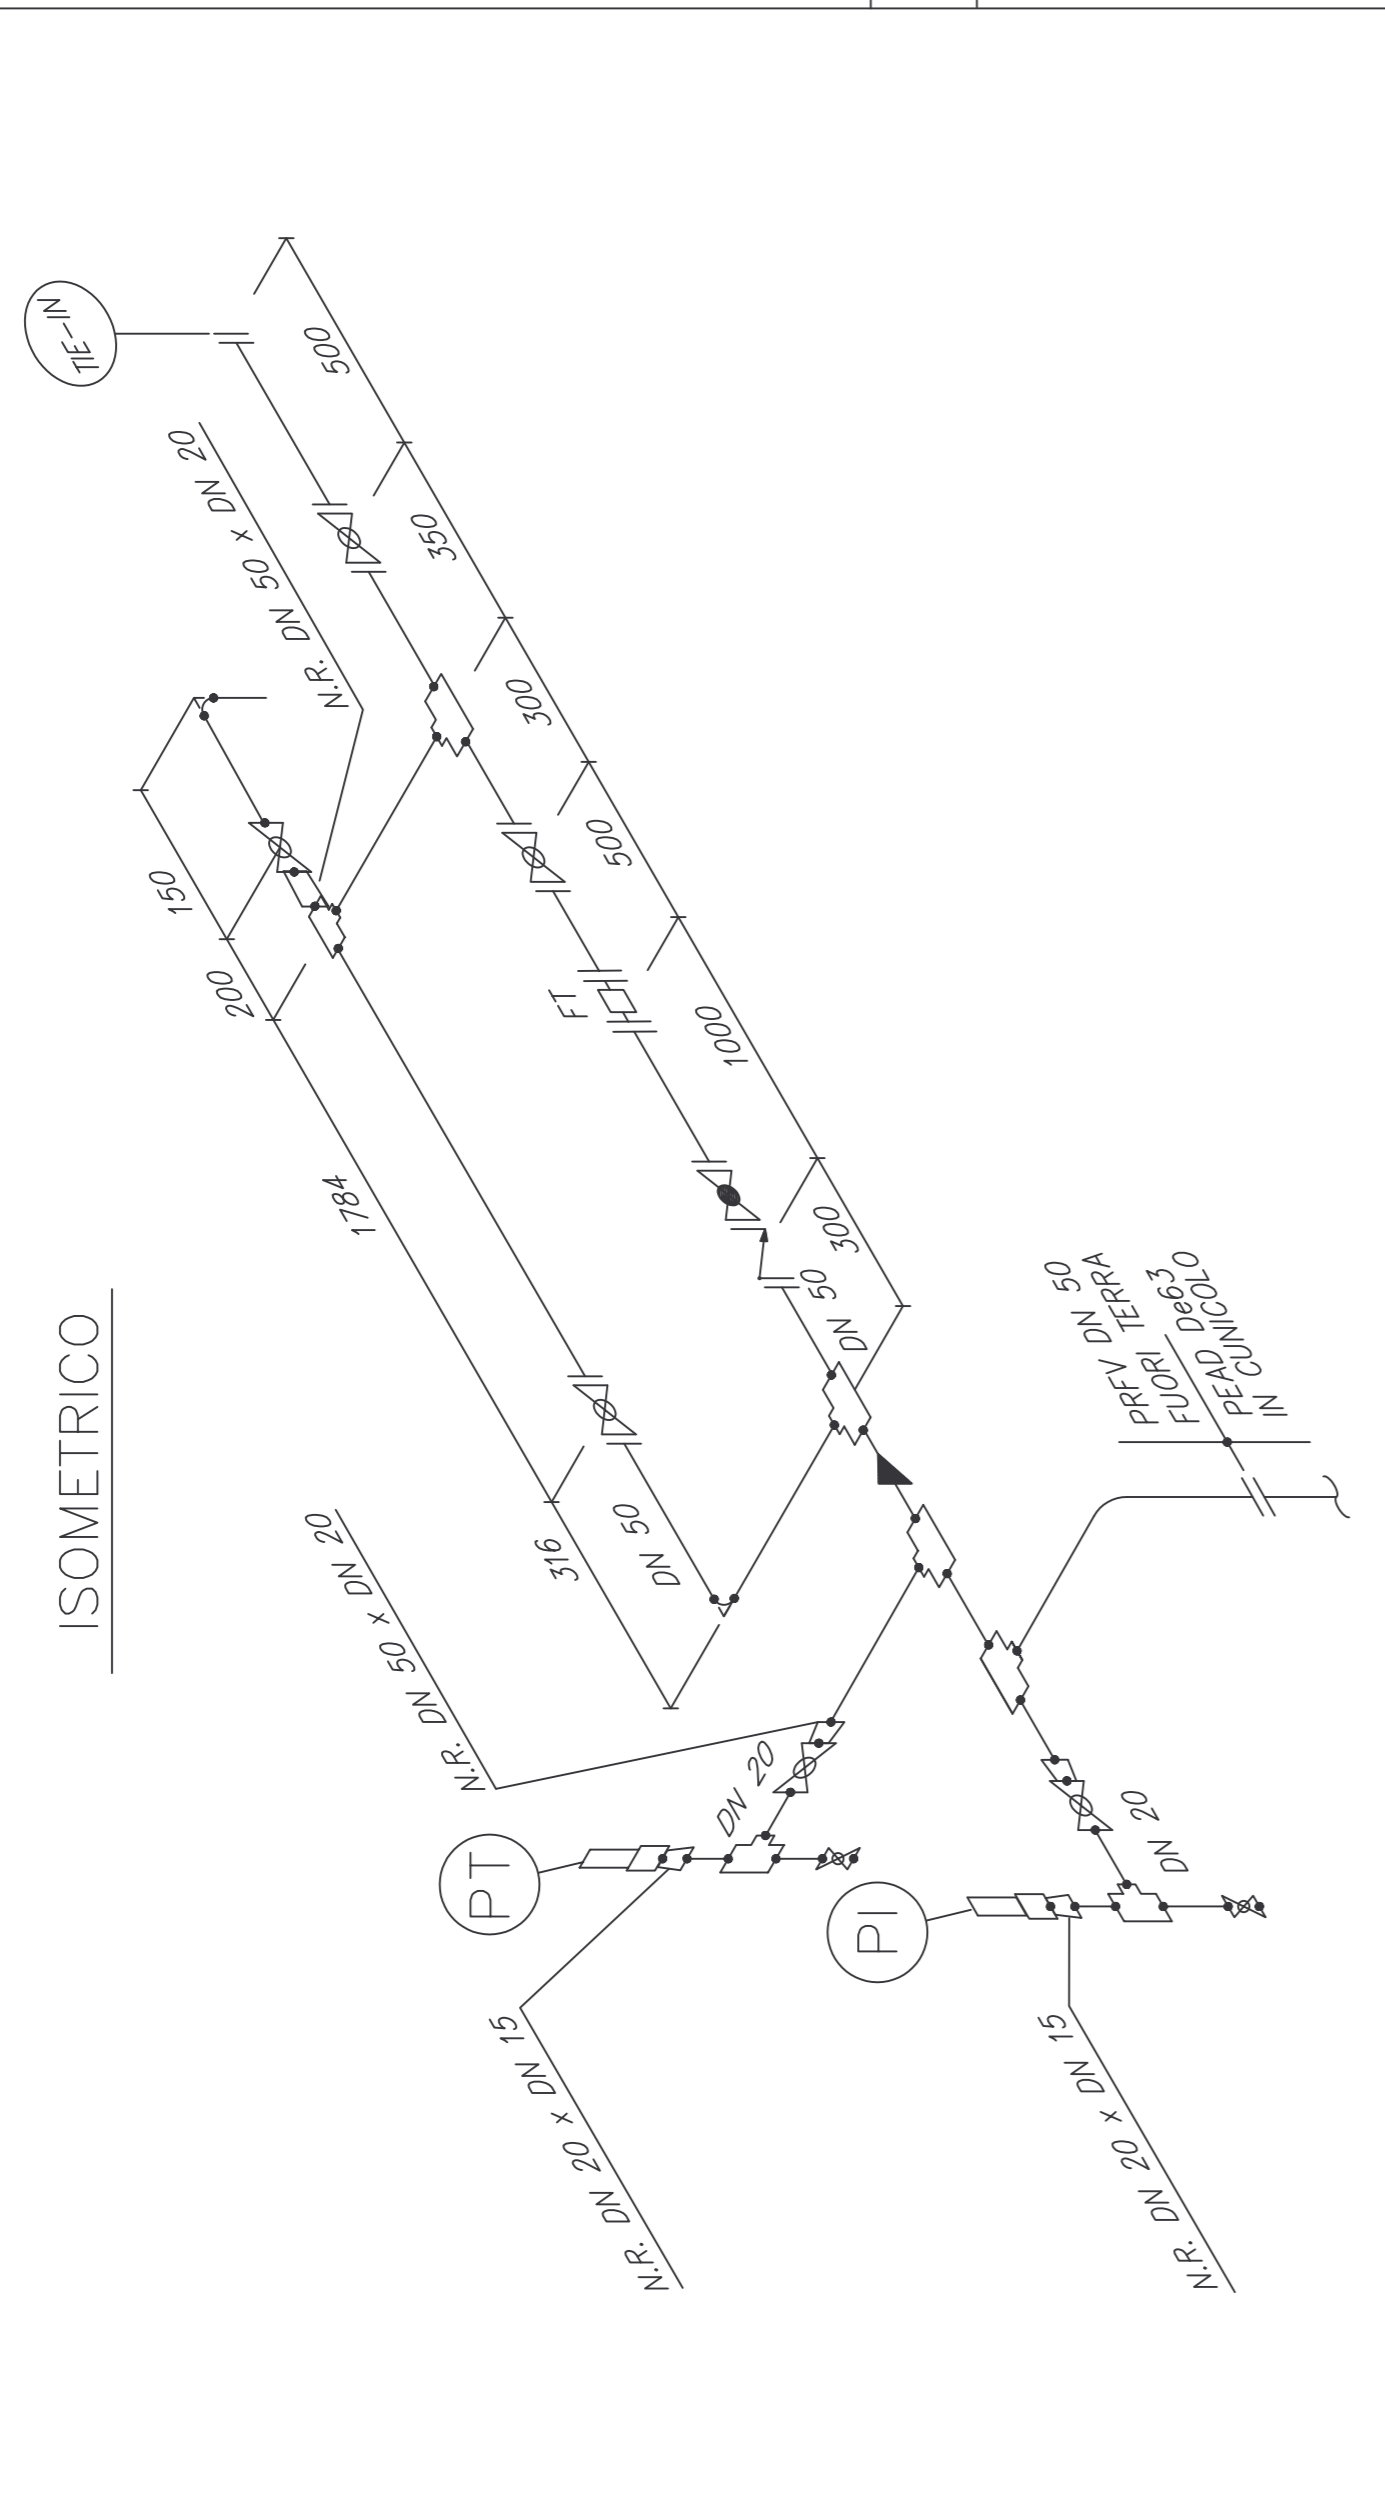 ISOMETRICO
TIE-IN
N.R. DN 50 x DN 20
500
350
300
500
1000
300
150
200
1784
316
FT
DN 50
DN 50
N.R. DN 50 x DN 20
DN 20
PT
N.R. DN 20 x DN 15
PI
DN 20
N.R. DN 20 x DN 15
PRFV DN 50
FUORI TERRA
PEAD De63
IN CUNICOLO